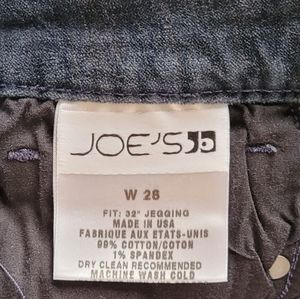 JOE'S
W 28
FIT: 32" JEGGING
MADE IN USA
FABRIQUE AUX ETATS-UNIS
99% COTTON/COTON
1% SPANDEX
DRY CLEAN RECOMMENDED
MACHINE WASH COLD